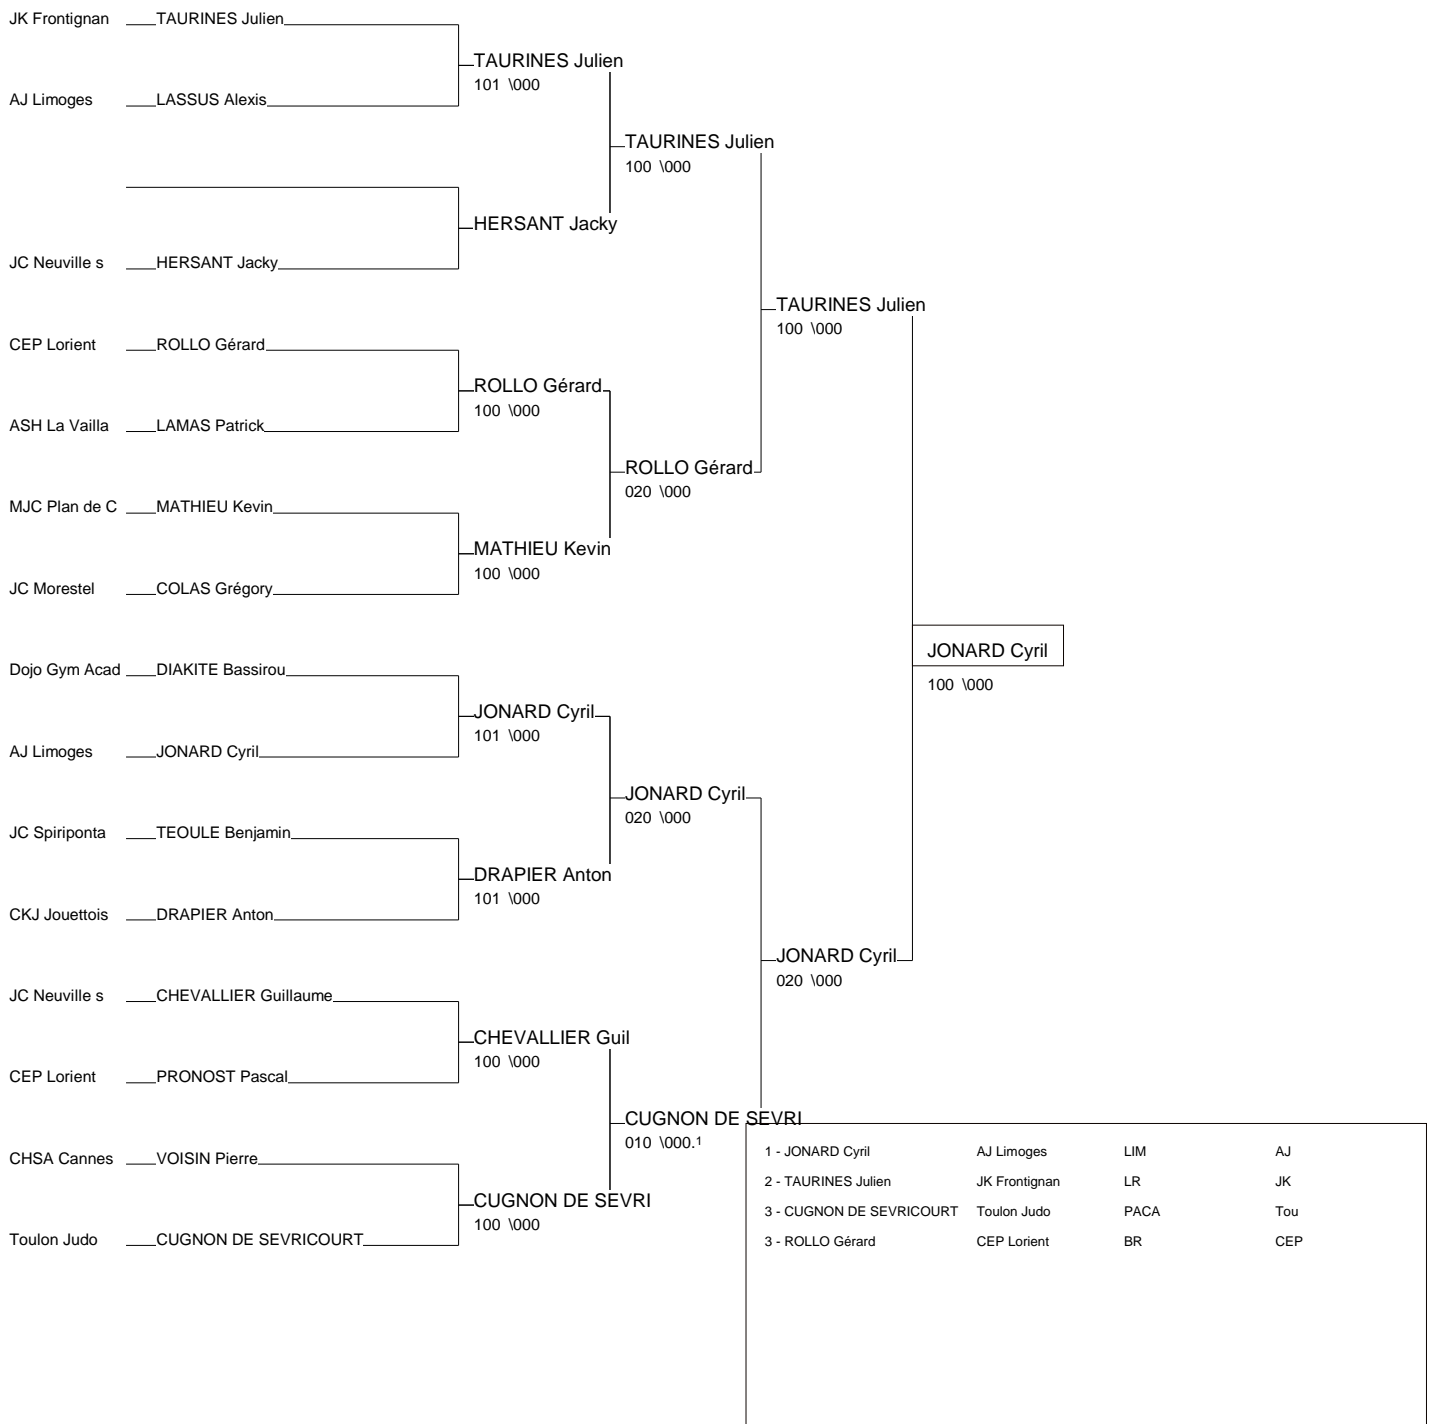 JK Frontignan TAURINES Julien
TAURINES Julien
101 \000
AJ Limoges LASSUS Alexis
TAURINES Julien
100 \000
HERSANT Jacky
JC Neuville s HERSANT Jacky
TAURINES Julien
100 \000
CEP Lorient ROLLO Gérard
ROLLO Gérard
100 \000
ASH La Vailla LAMAS Patrick
ROLLO Gérard
020 \000
MJC Plan de C MATHIEU Kevin
MATHIEU Kevin
100 \000
JC Morestel COLAS Grégory
JONARD Cyril
100 \000
Dojo Gym Acad DIAKITE Bassirou
JONARD Cyril
101 \000
AJ Limoges JONARD Cyril
JONARD Cyril
020 \000
JC Spiriponta TEOULE Benjamin
DRAPIER Anton
101 \000
CKJ Jouettois DRAPIER Anton
JONARD Cyril
020 \000
JC Neuville s CHEVALLIER Guillaume
CHEVALLIER Guil
100 \000
CEP Lorient PRONOST Pascal
CUGNON DE SEVRI
010 \000.1
CHSA Cannes VOISIN Pierre
CUGNON DE SEVRI
100 \000
Toulon Judo CUGNON DE SEVRICOURT
1 - JONARD Cyril AJ Limoges LIM AJ
2 - TAURINES Julien JK Frontignan LR JK
3 - CUGNON DE SEVRICOURT Toulon Judo PACA Tou
3 - ROLLO Gérard CEP Lorient BR CEP